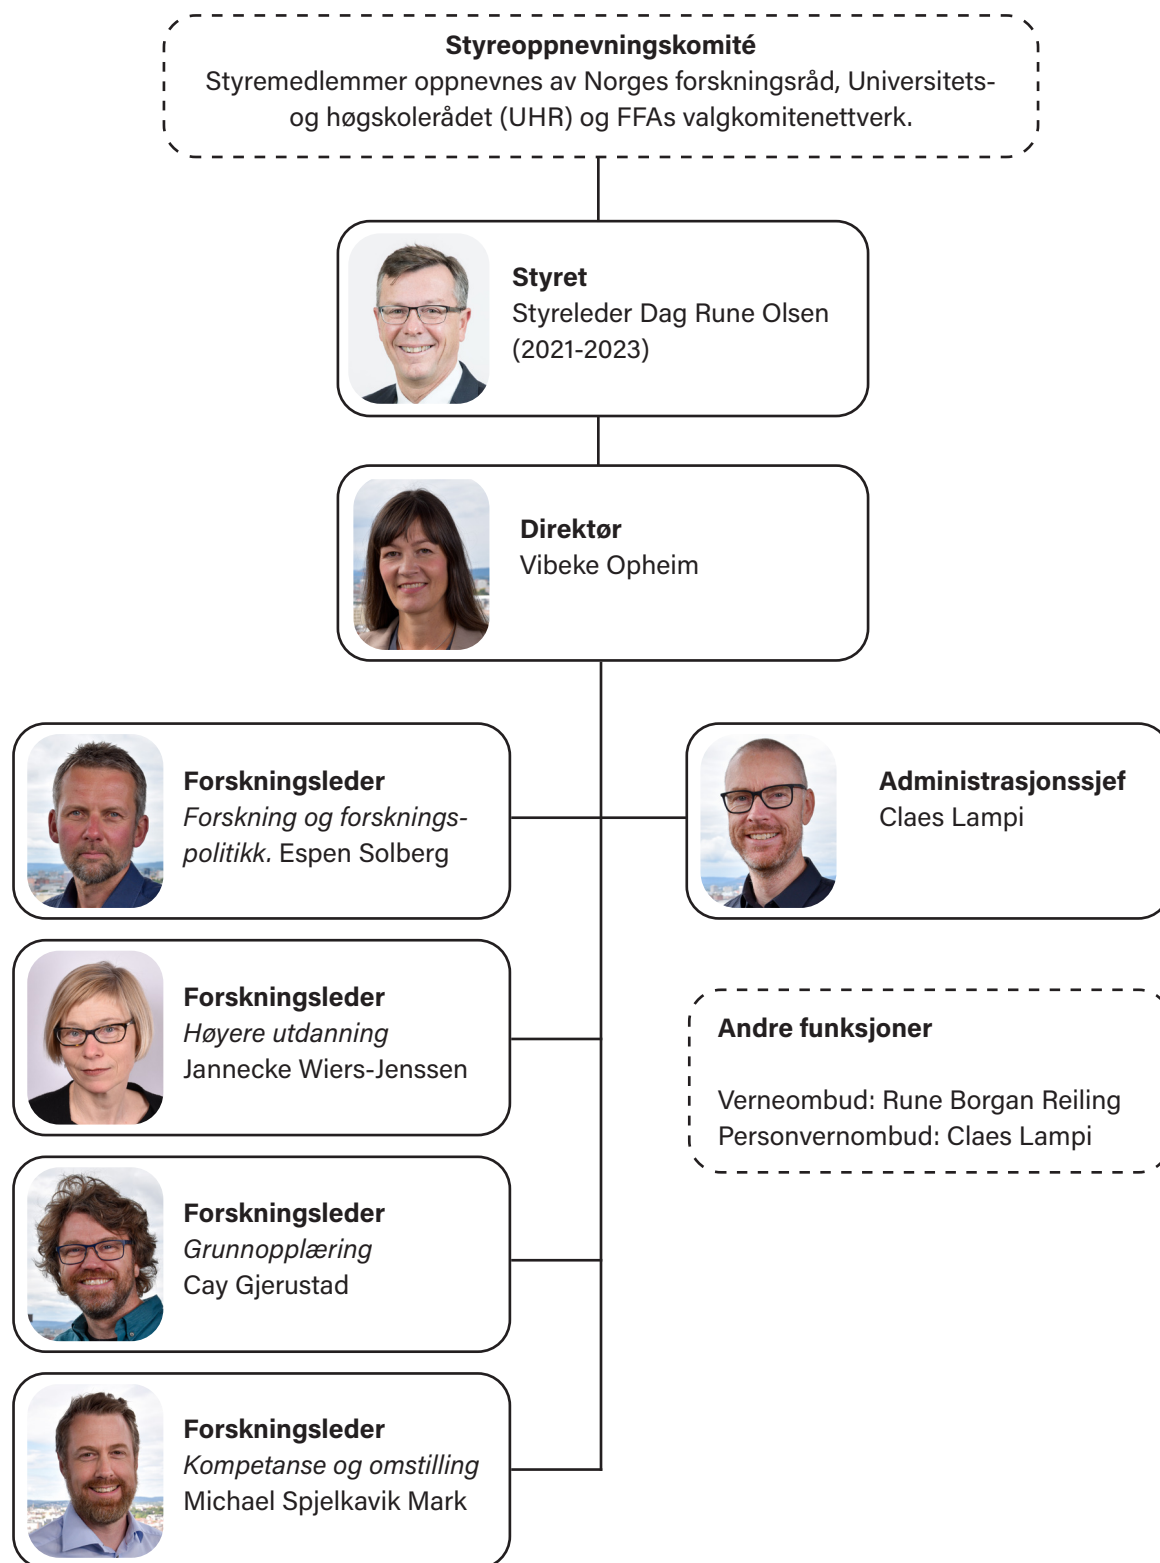 Styreoppnevningskomité
Styremedlemmer oppnevnes av Norges forskningsråd, Universitets-
og høgskolerådet (UHR) og FFAs valgkomitenettverk.
Styret
Styreleder Dag Rune Olsen
(2021-2023)
Direktør
Vibeke Opheim
Forskningsleder
Forskning og forsknings-
politikk. Espen Solberg
Administrasjonssjef
Claes Lampi
Forskningsleder
Høyere utdanning
Jannecke Wiers-Jenssen
Andre funksjoner
Verneombud: Rune Borgan Reiling
Personvernombud: Claes Lampi
Forskningsleder
Grunnopplæring
Cay Gjerustad
Forskningsleder
Kompetanse og omstilling
Michael Spjelkavik Mark